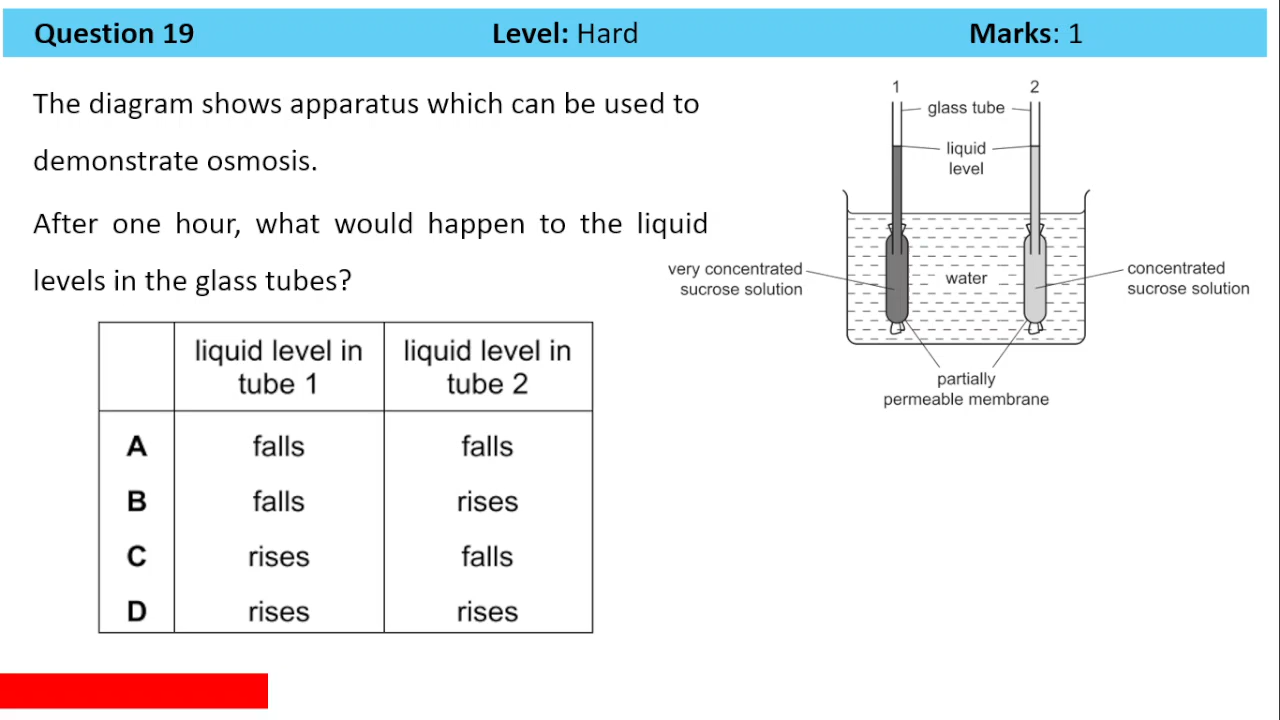 Question 19 Level: Hard Marks: 1
The diagram shows apparatus which can be used to
demonstrate osmosis.
After one hour, what would happen to the liquid
levels in the glass tubes?
liquid level in tube 1 liquid level in tube 2
A falls falls
B falls rises
C rises falls
D rises rises
1 2
glass tube
liquid
level
very concentrated
sucrose solution
water
concentrated
sucrose solution
partially
permeable membrane